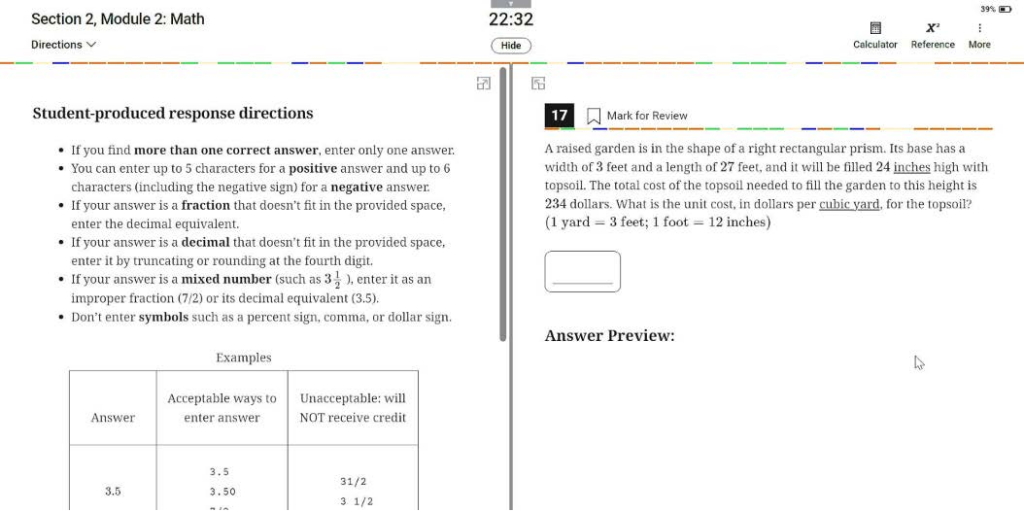 Section 2, Module 2: Math
22:32
39%
Directions
Hide
Calculator Reference More
Student-produced response directions
• If you find more than one correct answer, enter only one answer.
• You can enter up to 5 characters for a positive answer and up to 6
characters (including the negative sign) for a negative answer.
• If your answer is a fraction that doesn't fit in the provided space,
enter the decimal equivalent.
• If your answer is a decimal that doesn't fit in the provided space,
enter it by truncating or rounding at the fourth digit.
• If your answer is a mixed number (such as 3 1/2 ), enter it as an
improper fraction (7/2) or its decimal equivalent (3.5).
• Don't enter symbols such as a percent sign, comma, or dollar sign.
Examples
Answer
Acceptable ways to
enter answer
Unacceptable: will
NOT receive credit
3.5
3.5
3.50
31/2
3 1/2
17 Mark for Review
A raised garden is in the shape of a right rectangular prism. Its base has a
width of 3 feet and a length of 27 feet, and it will be filled 24 inches high with
topsoil. The total cost of the topsoil needed to fill the garden to this height is
234 dollars. What is the unit cost, in dollars per cubic yard, for the topsoil?
(1 yard = 3 feet; 1 foot = 12 inches)
Answer Preview: